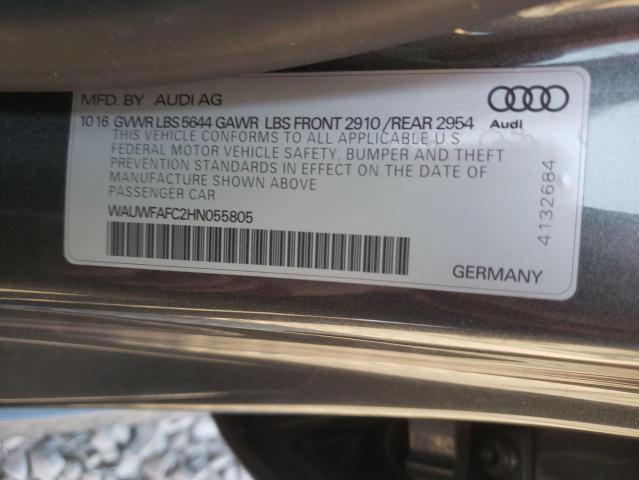 MFD. BY AUDI AG
10 16 GVWR LBS 5644 GAWR LBS FRONT 2910 /REAR 2954
THIS VEHICLE CONFORMS TO ALL APPLICABLE U S
FEDERAL MOTOR VEHICLE SAFETY, BUMPER AND THEFT
PREVENTION STANDARDS IN EFFECT ON THE DATE OF
MANUFACTURE SHOWN ABOVE
PASSENGER CAR
WAUWFAFC2HN055805
GERMANY
Audi
4132684